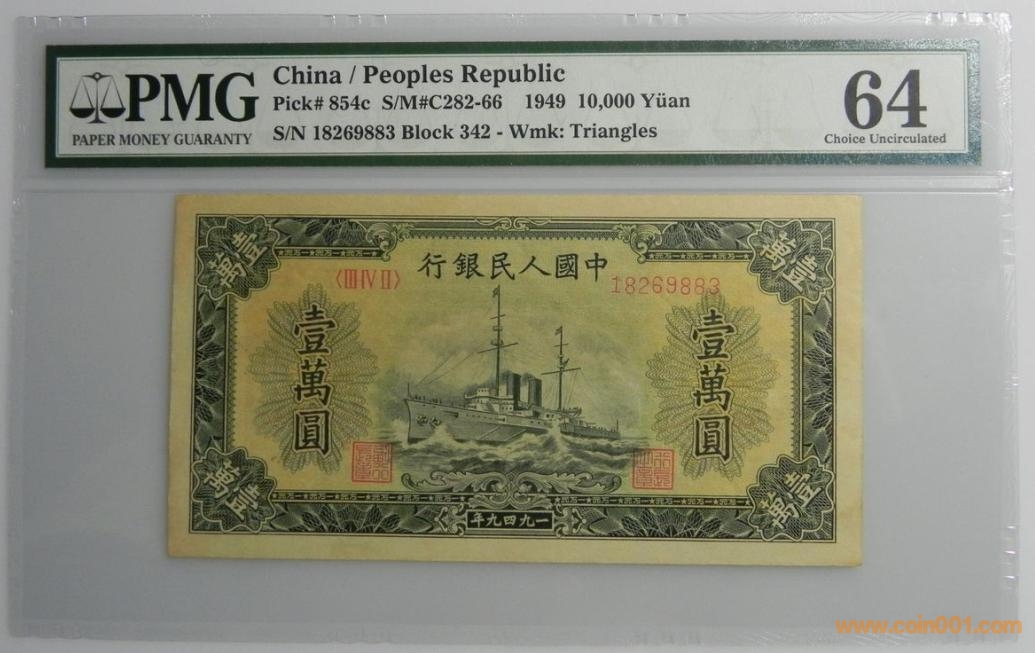 PMG
PAPER MONEY GUARANTY
China / Peoples Republic
Pick# 854c S/M#C282-66 1949 10,000 Yüan
S/N 18269883 Block 342 - Wmk: Triangles
64
Choice Uncirculated
壹萬
萬壹
行銀民人國中
〈III IV II〉
18269883
壹萬圓
壹萬圓
萬壹
壹萬
年九四九一
www.coin001.com